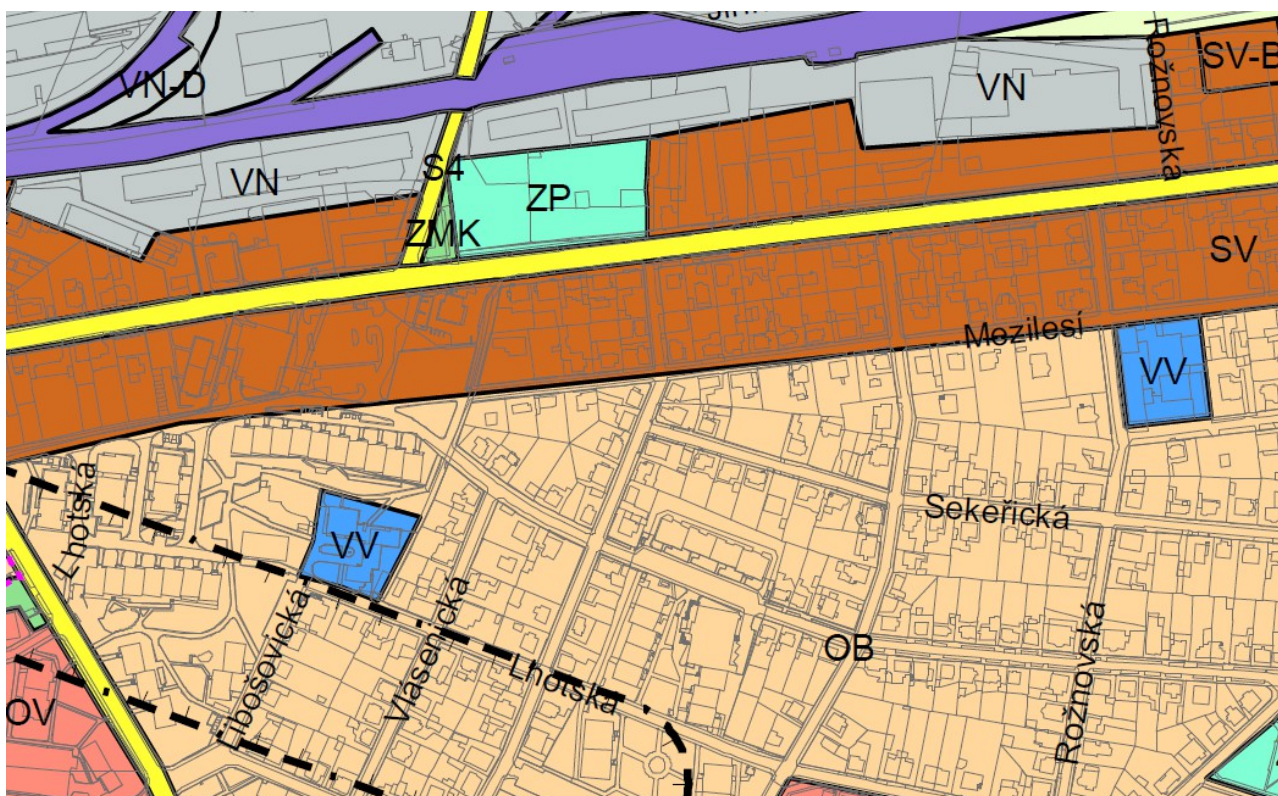 Rožnovská
SV-B
VN-D
VN
S4
VN
ZP
ZMK
SV
Mezilesí
VV
Sekeřická
Lhotská
VV
Libošovická
Vlásenická
Lhotská
OB
Rožnovská
OV